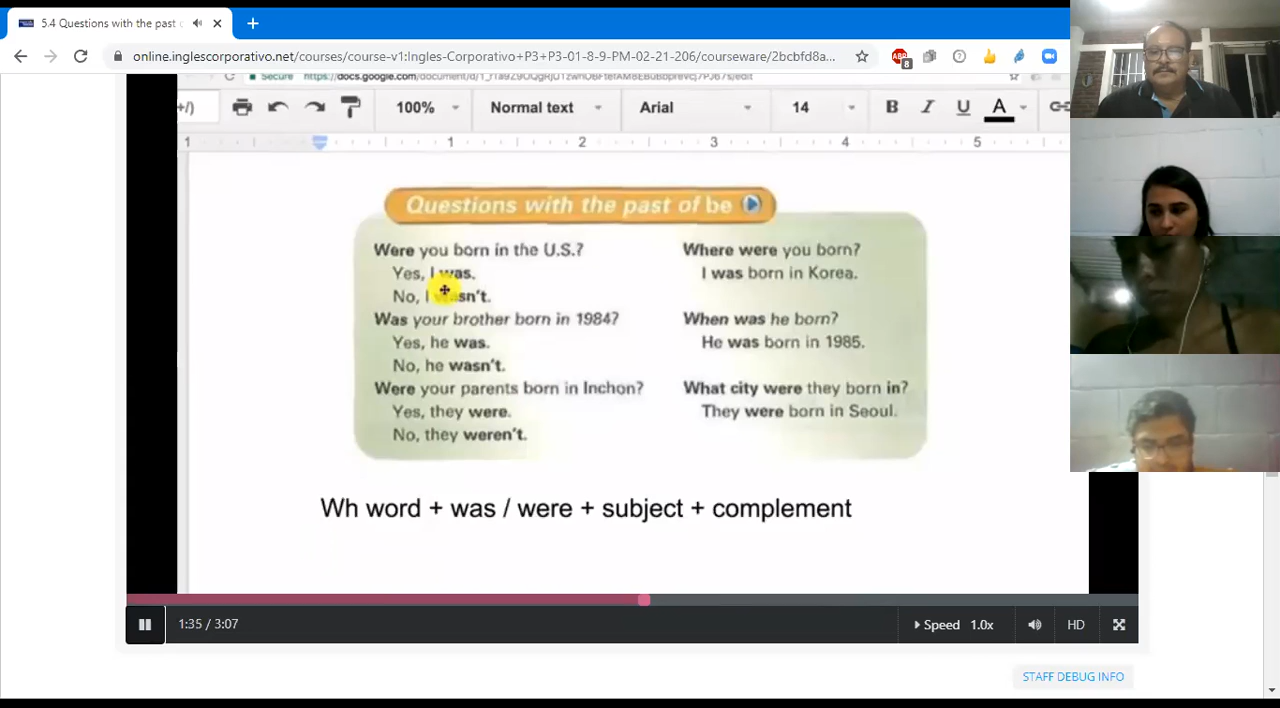 5.4 Questions with the past
online.inglescorporativo.net/courses/course-v1:Ingles-Corporativo+P3+P3-01-8-9-PM-02-21-206/courseware/2bcbfd8a...
ABP
8
Secure
100% Normal text Arial 14 B I U A
1 1 2 3 4 5
Questions with the past of be
Were you born in the U.S.?
Yes, I was.
No, I wasn't.
Was your brother born in 1984?
Yes, he was.
No, he wasn't.
Were your parents born in Inchon?
Yes, they were.
No, they weren't.
Where were you born?
I was born in Korea.
When was he born?
He was born in 1985.
What city were they born in?
They were born in Seoul.
Wh word + was / were + subject + complement
1:35 / 3:07
Speed 1.0x
HD
STAFF DEBUG INFO